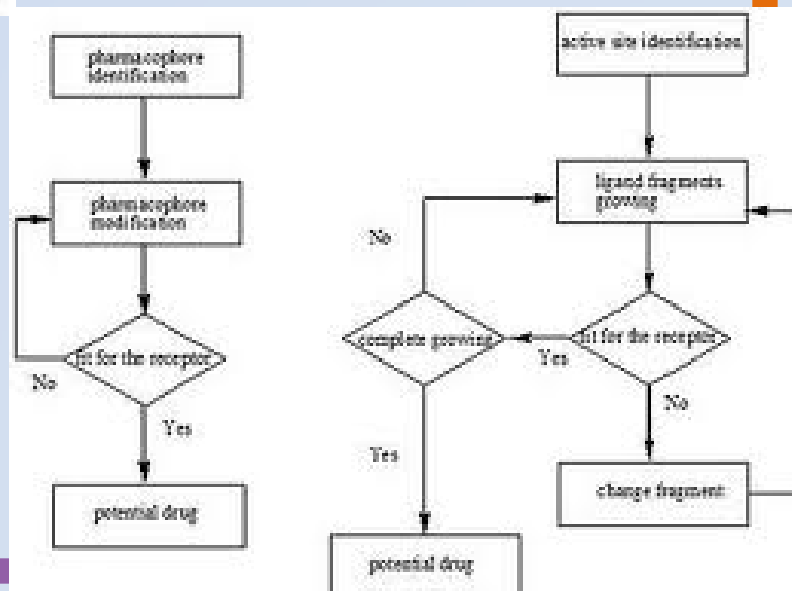 pharmacophore
identification
pharmacophore
modification
fit for the receptor
No
Yes
potential drug
active site identification
ligand fragments
growing
No
complete growing
Yes
fit for the receptor
No
Yes
change fragment
potential drug